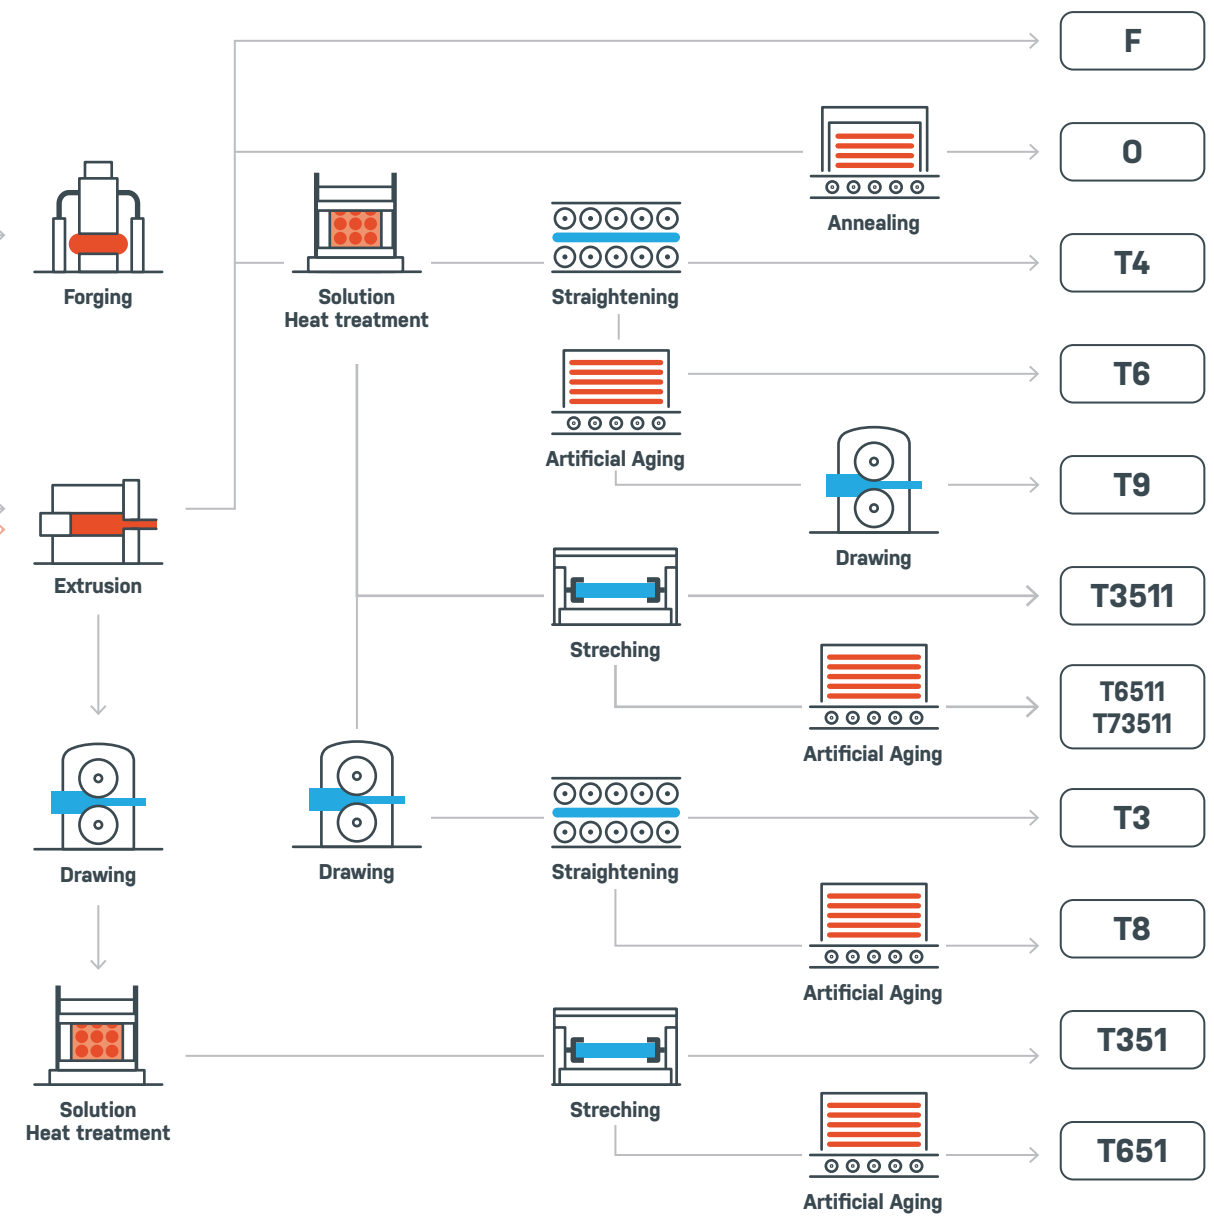 F
0
Annealing
Forging
Solution
Heat treatment
Straightening
T4
Artificial Aging
T6
Drawing
T9
Extrusion
Streching
T3511
Artificial Aging
T6511
T73511
Drawing
Drawing
Straightening
T3
Artificial Aging
T8
Solution
Heat treatment
Streching
T351
Artificial Aging
T651